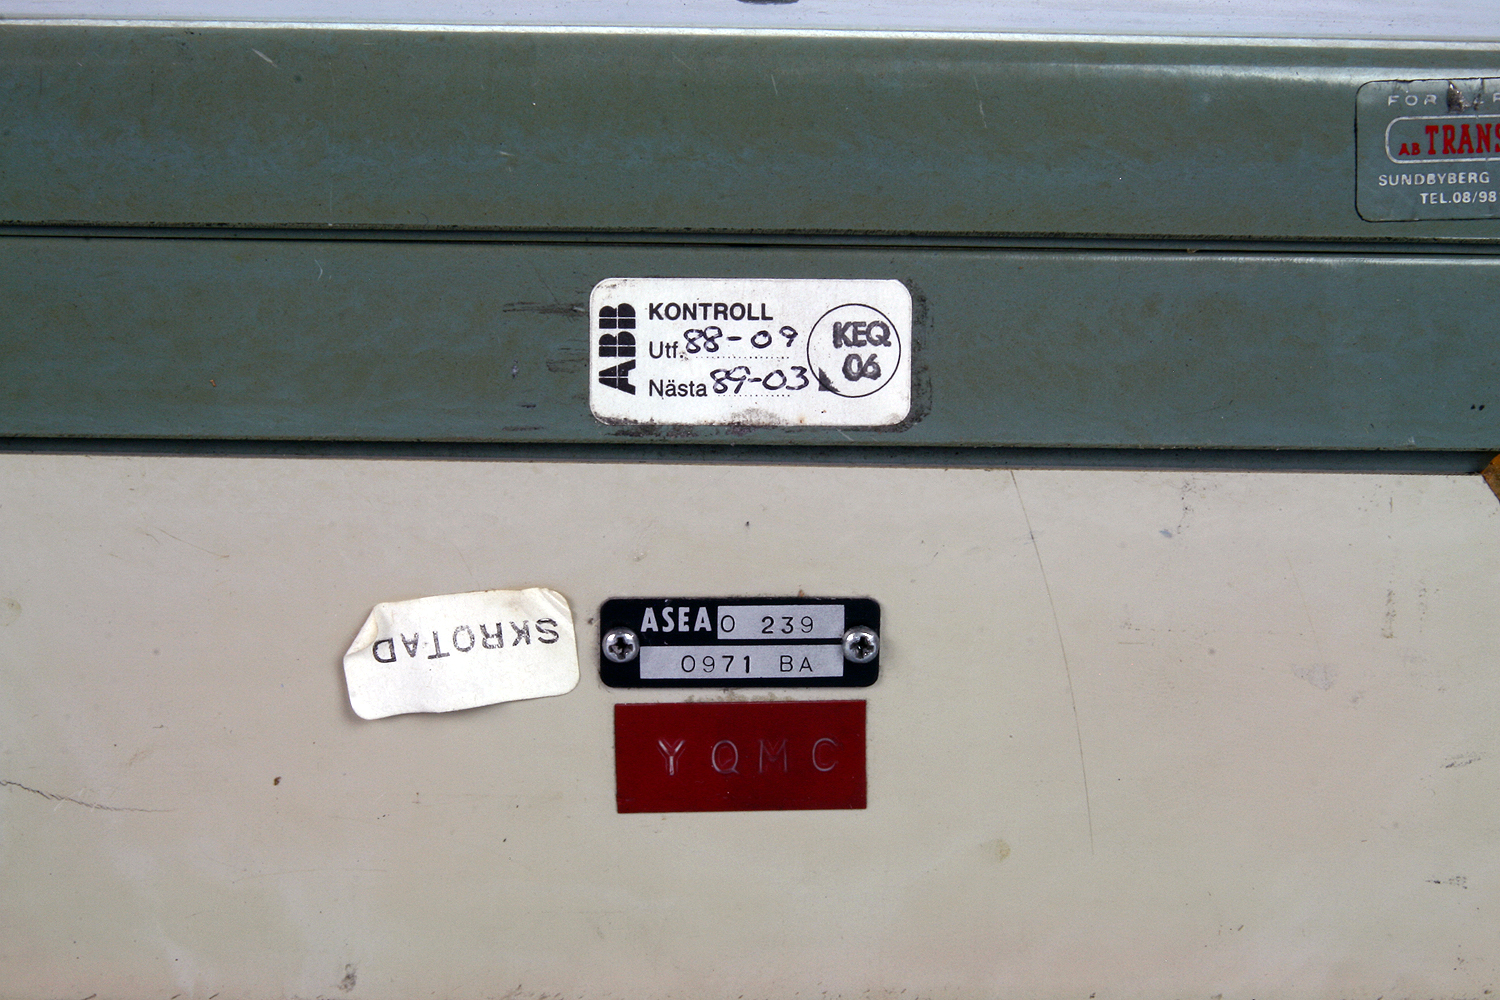 AB TRANS
SUNDBYBERG
TEL.08/98
ABB
KONTROLL
Utf. 88-09
Nästa 89-03
KEQ
06
SKROTAD
ASEA 0 239
0971 BA
YQMC